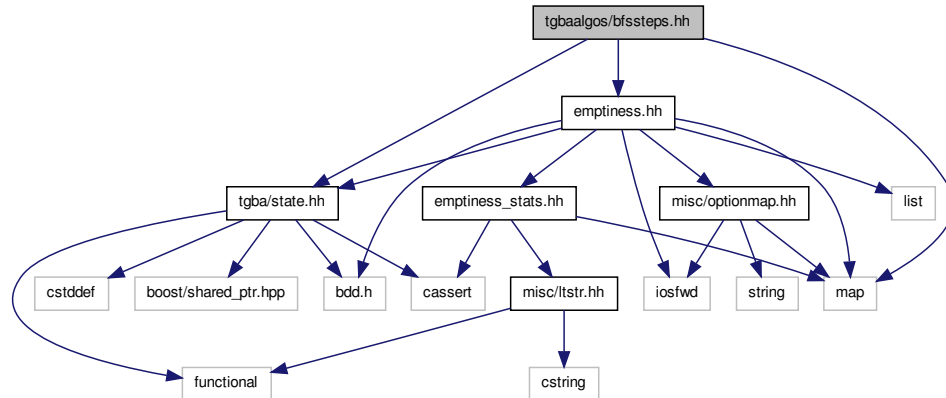 tgbaalgos/bfssteps.hh
emptiness.hh
tgba/state.hh
emptiness_stats.hh
misc/optionmap.hh
list
cstddef
boost/shared_ptr.hpp
bdd.h
cassert
misc/ltstr.hh
iosfwd
string
map
functional
cstring